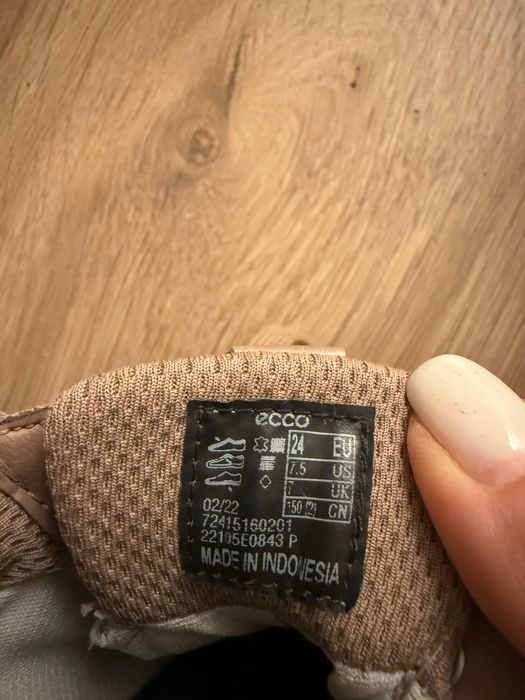 ecco
24 EU
7.5 US
UK
150 (2) CN
02/22
72415160201
22105E0843 P
MADE IN INDONESIA